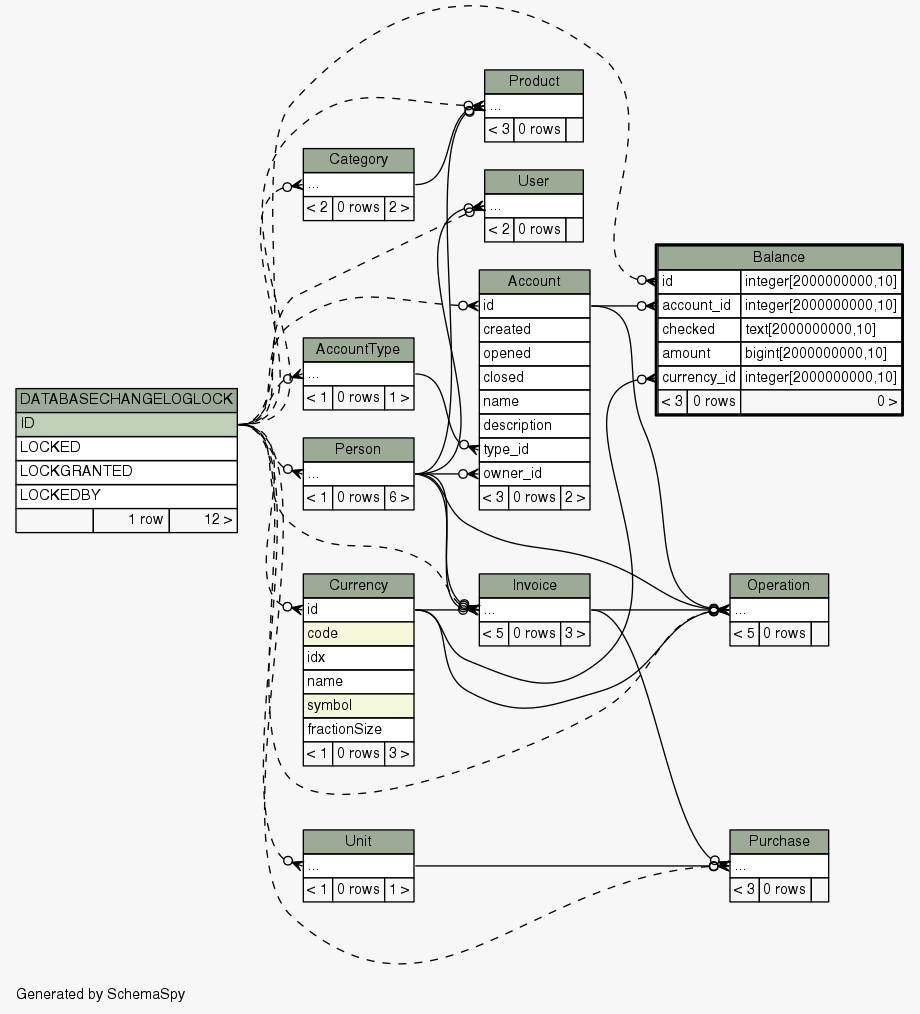 Product
...
< 3 0 rows
Category
...
< 2 0 rows 2 >
User
...
< 2 0 rows
Balance
id integer[2000000000,10]
account_id integer[2000000000,10]
checked text[2000000000,10]
amount bigint[2000000000,10]
currency_id integer[2000000000,10]
< 3 0 rows 0 >
Account
id
created
opened
closed
name
description
type_id
owner_id
< 3 0 rows 2 >
AccountType
...
< 1 0 rows 1 >
DATABASECHANGELOGLOCK
ID
LOCKED
LOCKGRANTED
LOCKEDBY
1 row 12 >
Person
...
< 1 0 rows 6 >
Currency
id
code
idx
name
symbol
fractionSize
< 1 0 rows 3 >
Invoice
...
< 5 0 rows 3 >
Operation
...
< 5 0 rows
Unit
...
< 1 0 rows 1 >
Purchase
...
< 3 0 rows
Generated by SchemaSpy